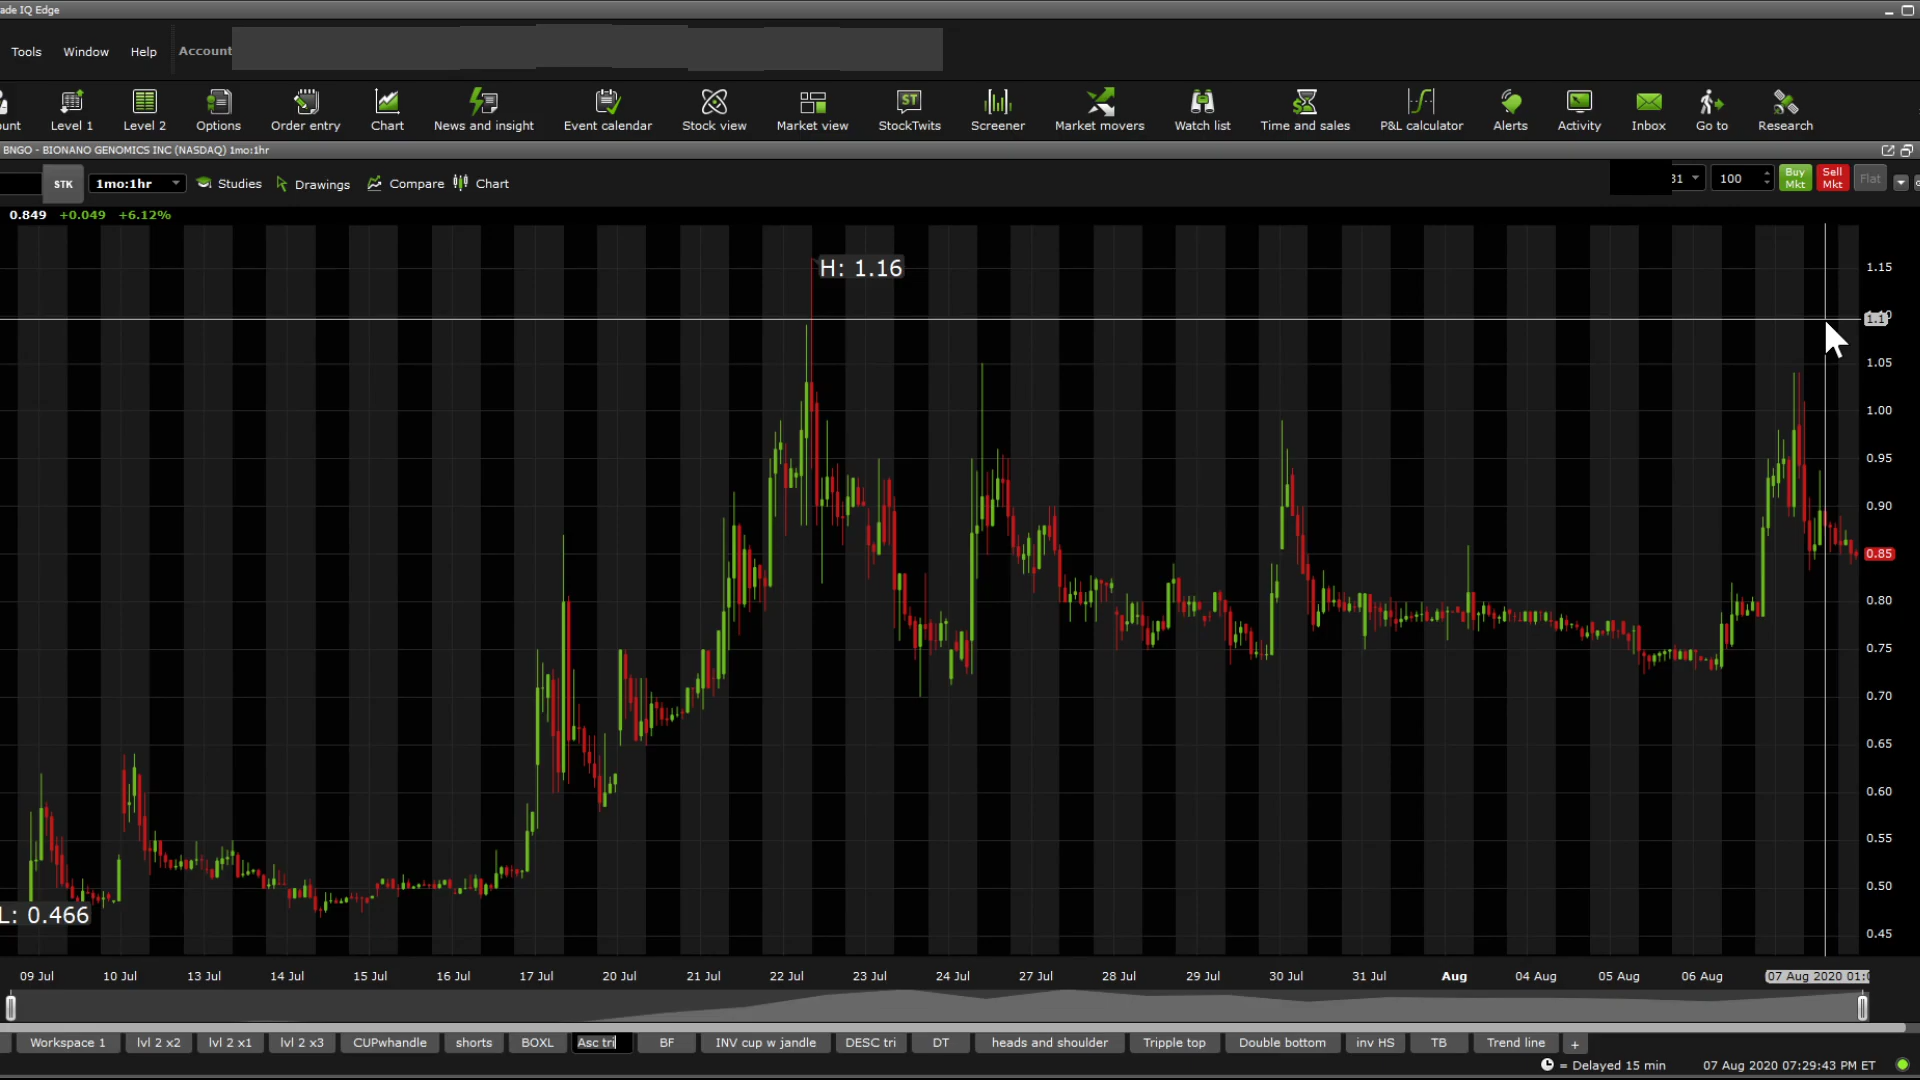 ade IQ Edge
Tools Window Help Account
unt Level 1 Level 2 Options Order entry Chart News and insight Event calendar Stock view Market view StockTwits Screener Market movers Watch list Time and sales P&L calculator Alerts Activity Inbox Go to Research
BNGO - BIONANO GENOMICS INC (NASDAQ) 1mo:1hr
STK 1mo:1hr Studies Drawings Compare Chart 31 100 Buy Mkt Sell Mkt Flat
0.849 +0.049 +6.12%
H: 1.16
1.15
1.1
1.05
1.00
0.95
0.90
0.85
0.80
0.75
0.70
0.65
0.60
0.55
0.50
L: 0.466
0.45
09 Jul 10 Jul 13 Jul 14 Jul 15 Jul 16 Jul 17 Jul 20 Jul 21 Jul 22 Jul 23 Jul 24 Jul 27 Jul 28 Jul 29 Jul 30 Jul 31 Jul Aug 04 Aug 05 Aug 06 Aug 07 Aug 2020 01:0
Workspace 1 lvl 2 x2 lvl 2 x1 lvl 2 x3 CUPwhandle shorts BOXL Asc tri BF INV cup w jandle DESC tri DT heads and shoulder Tripple top Double bottom inv HS TB Trend line +
= Delayed 15 min 07 Aug 2020 07:29:43 PM ET